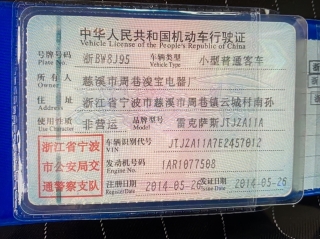 中华人民共和国机动车行驶证
Vehicle License of the People's Republic of China
号牌号码 浙BW8J95 车辆类型 小型普通客车
Plate No. Vehicle Type
所有人 慈溪市周巷浚宝电器厂
Owner
住址 浙江省宁波市慈溪市周巷镇云城村南孙
Address
使用性质 非营运 品牌型号 雷克萨斯JTJZA11A
Use Character Model
浙江省宁波
市公安局交
通警察支队
车辆识别代号 JTJZA11A7E2457012
VIN
发动机号码 1AR1077508
Engine No.
注册日期 2014-05-26 发证日期 2014-05-26
Register Date Issue Date